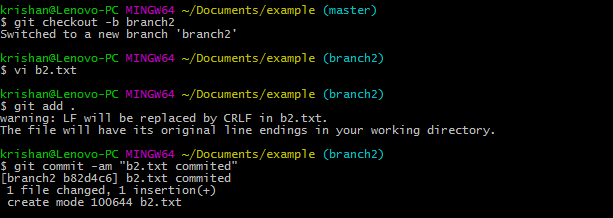 krishan@Lenovo-PC MINGW64 ~/Documents/example (master)
$ git checkout -b branch2
Switched to a new branch 'branch2'
krishan@Lenovo-PC MINGW64 ~/Documents/example (branch2)
$ vi b2.txt
krishan@Lenovo-PC MINGW64 ~/Documents/example (branch2)
$ git add .
warning: LF will be replaced by CRLF in b2.txt.
The file will have its original line endings in your working directory.
krishan@Lenovo-PC MINGW64 ~/Documents/example (branch2)
$ git commit -am "b2.txt commited"
[branch2 b82d4c6] b2.txt commited
1 file changed, 1 insertion(+)
create mode 100644 b2.txt